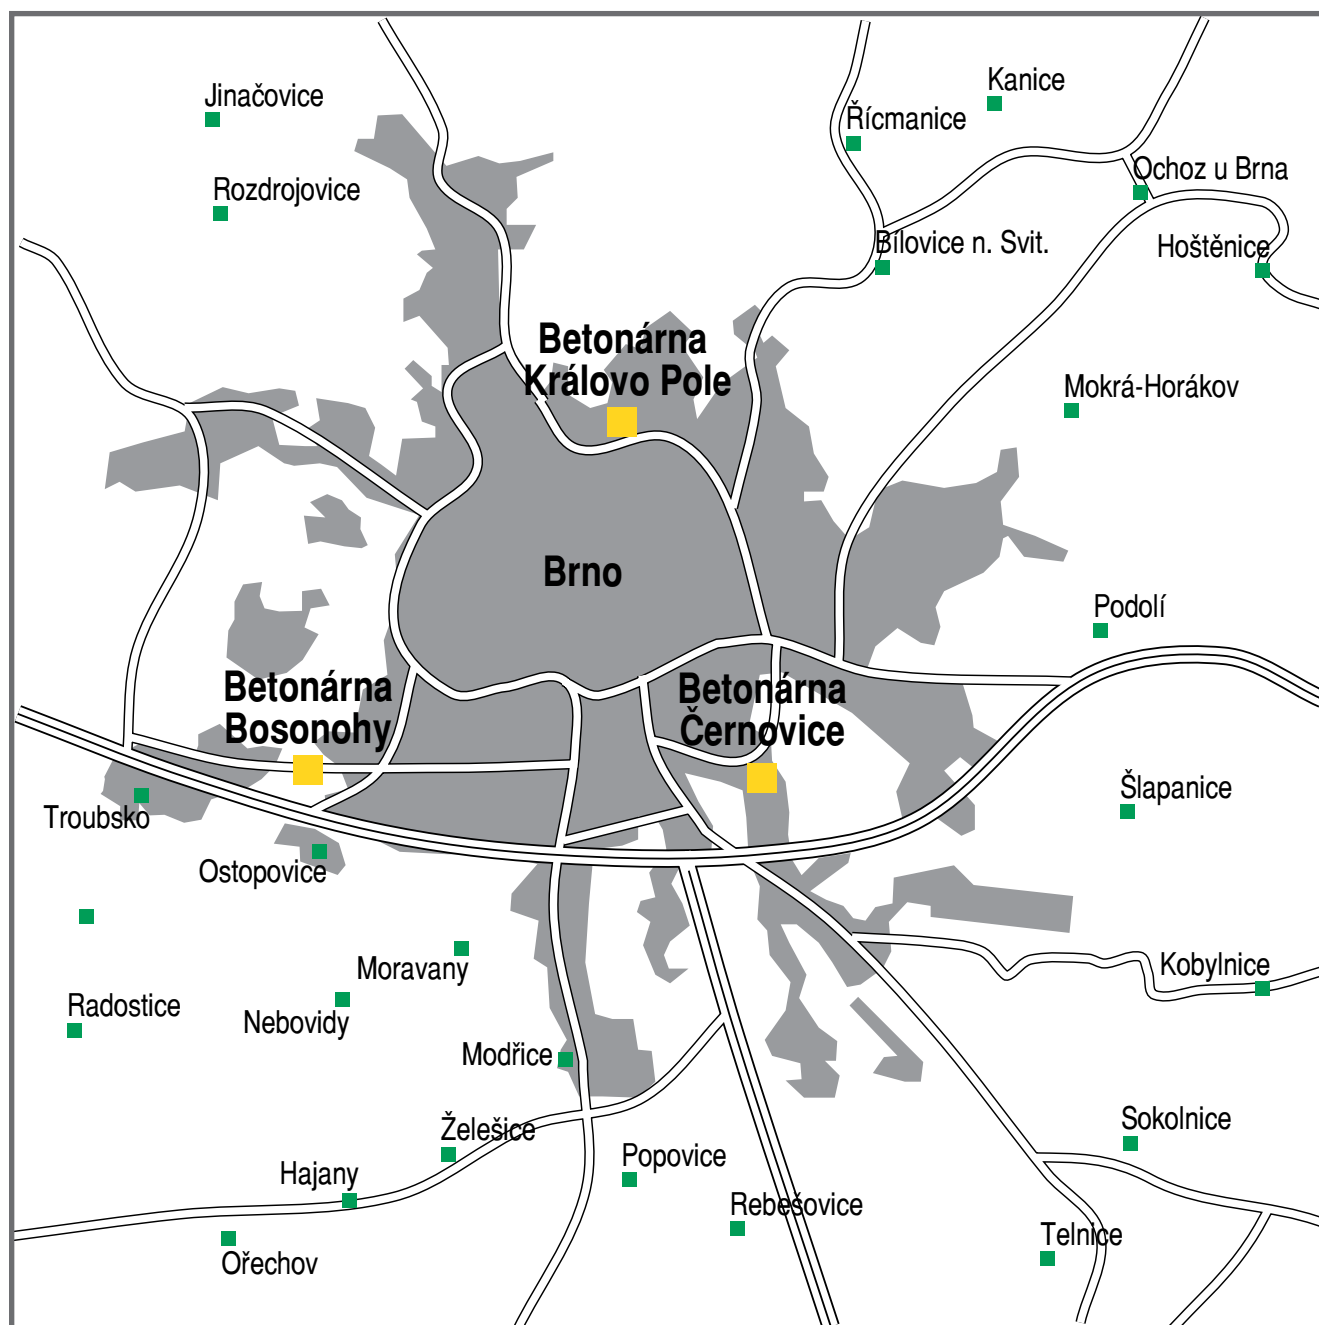 Kanice
Jinačovice
Řícmanice
Ochoz u Brna
Rozdrojovice
Bílovice n. Svit.
Hoštěnice
Betonárna
Královo Pole
Mokrá-Horákov
Brno
Podolí
Betonárna
Bosonohy
Betonárna
Černovice
Šlapanice
Troubsko
Ostopovice
Moravany
Kobylnice
Radostice
Nebovidy
Modřice
Sokolnice
Želešice
Popovice
Hajany
Rebešovice
Telnice
Ořechov